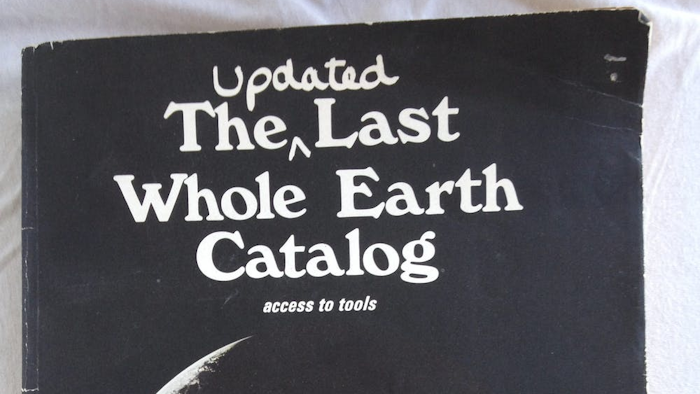 updated
The ‸ Last
Whole Earth
Catalog
access to tools